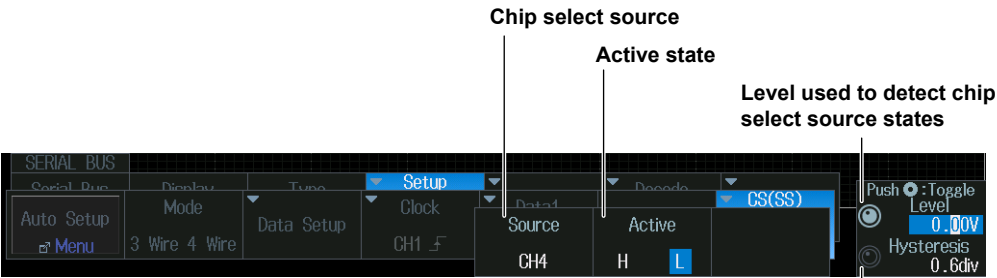 Chip select source
Active state
Level used to detect chip
select source states
SERIAL BUS
Serial Bus Display Type Setup Decode
Auto Setup
Menu
Mode
3 Wire 4 Wire
Data Setup
Clock
CH1
Data1
CS(SS)
Source
CH4
Active
H L
Push :Toggle
Level
0.00V
Hysteresis
0.6div